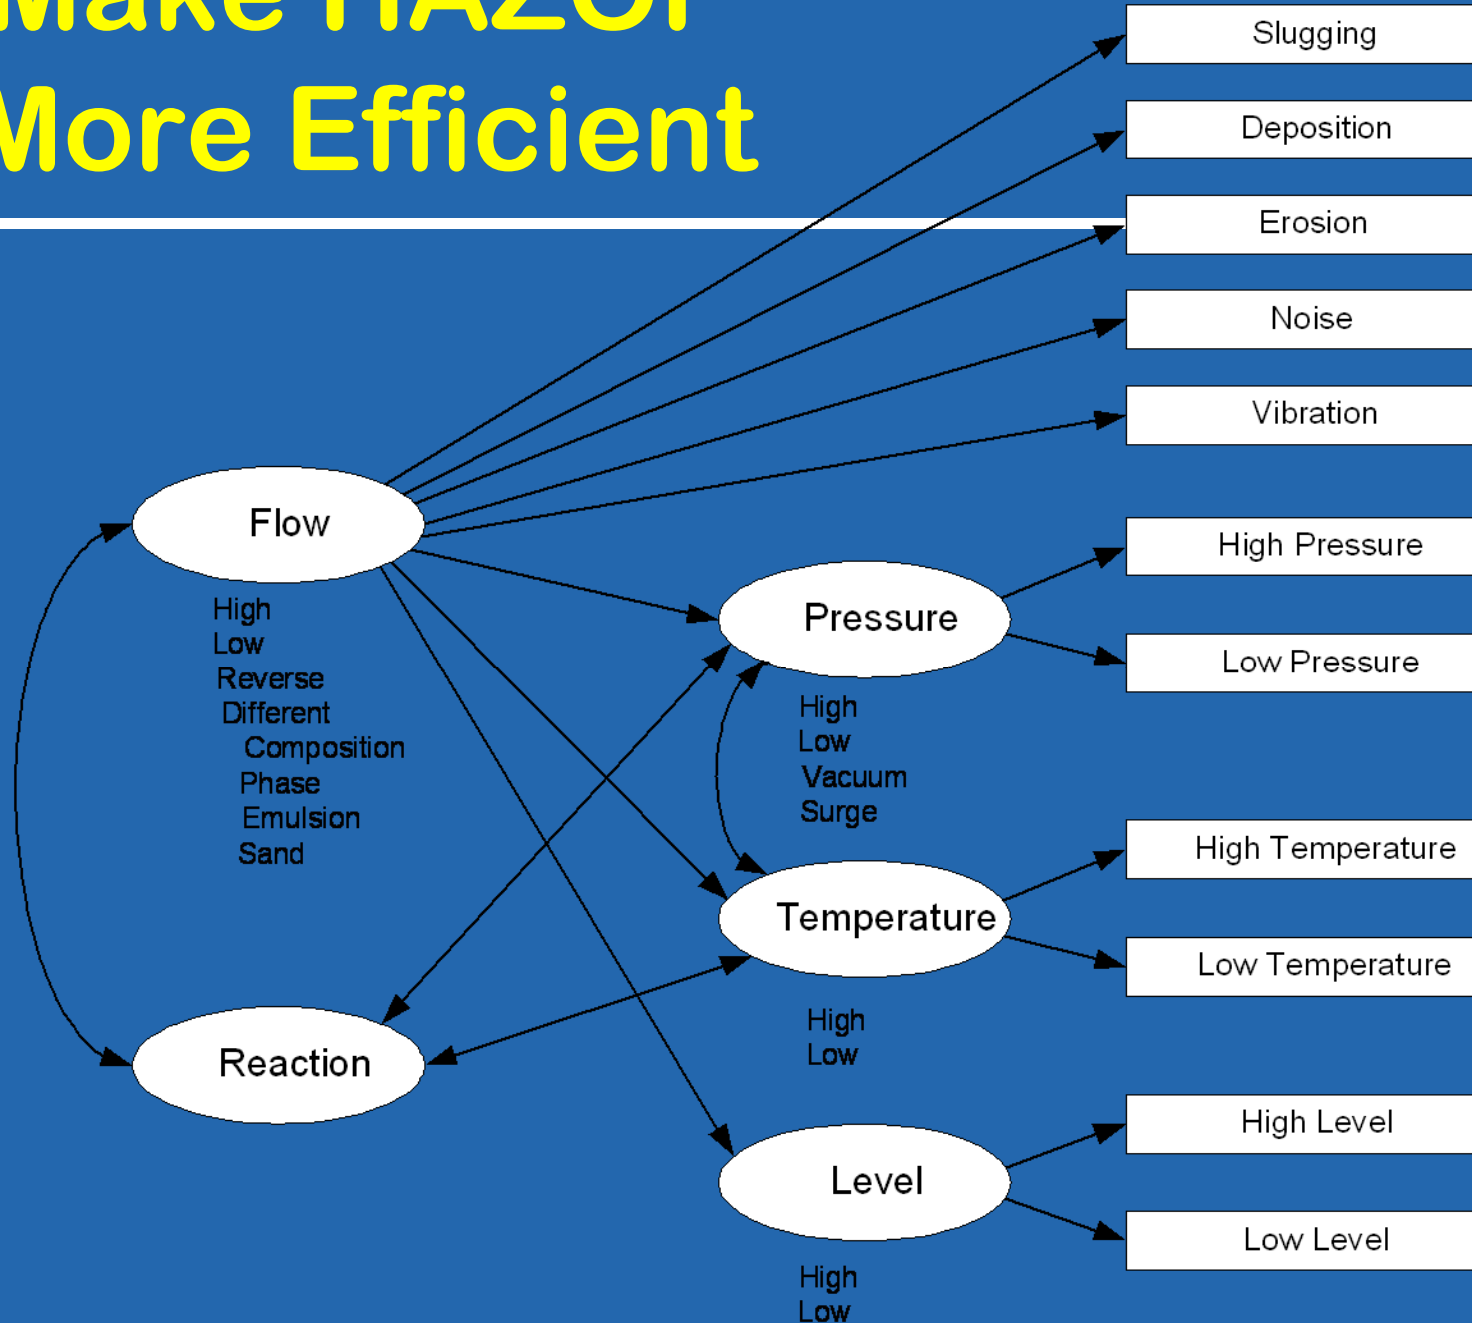 Make HAZOP
More Efficient
Slugging
Deposition
Erosion
Noise
Vibration
Flow
High
Low
Reverse
Different
Composition
Phase
Emulsion
Sand
High Pressure
Pressure
Low Pressure
High
Low
Vacuum
Surge
High Temperature
Temperature
Low Temperature
High
Low
Reaction
High Level
Level
Low Level
High
Low